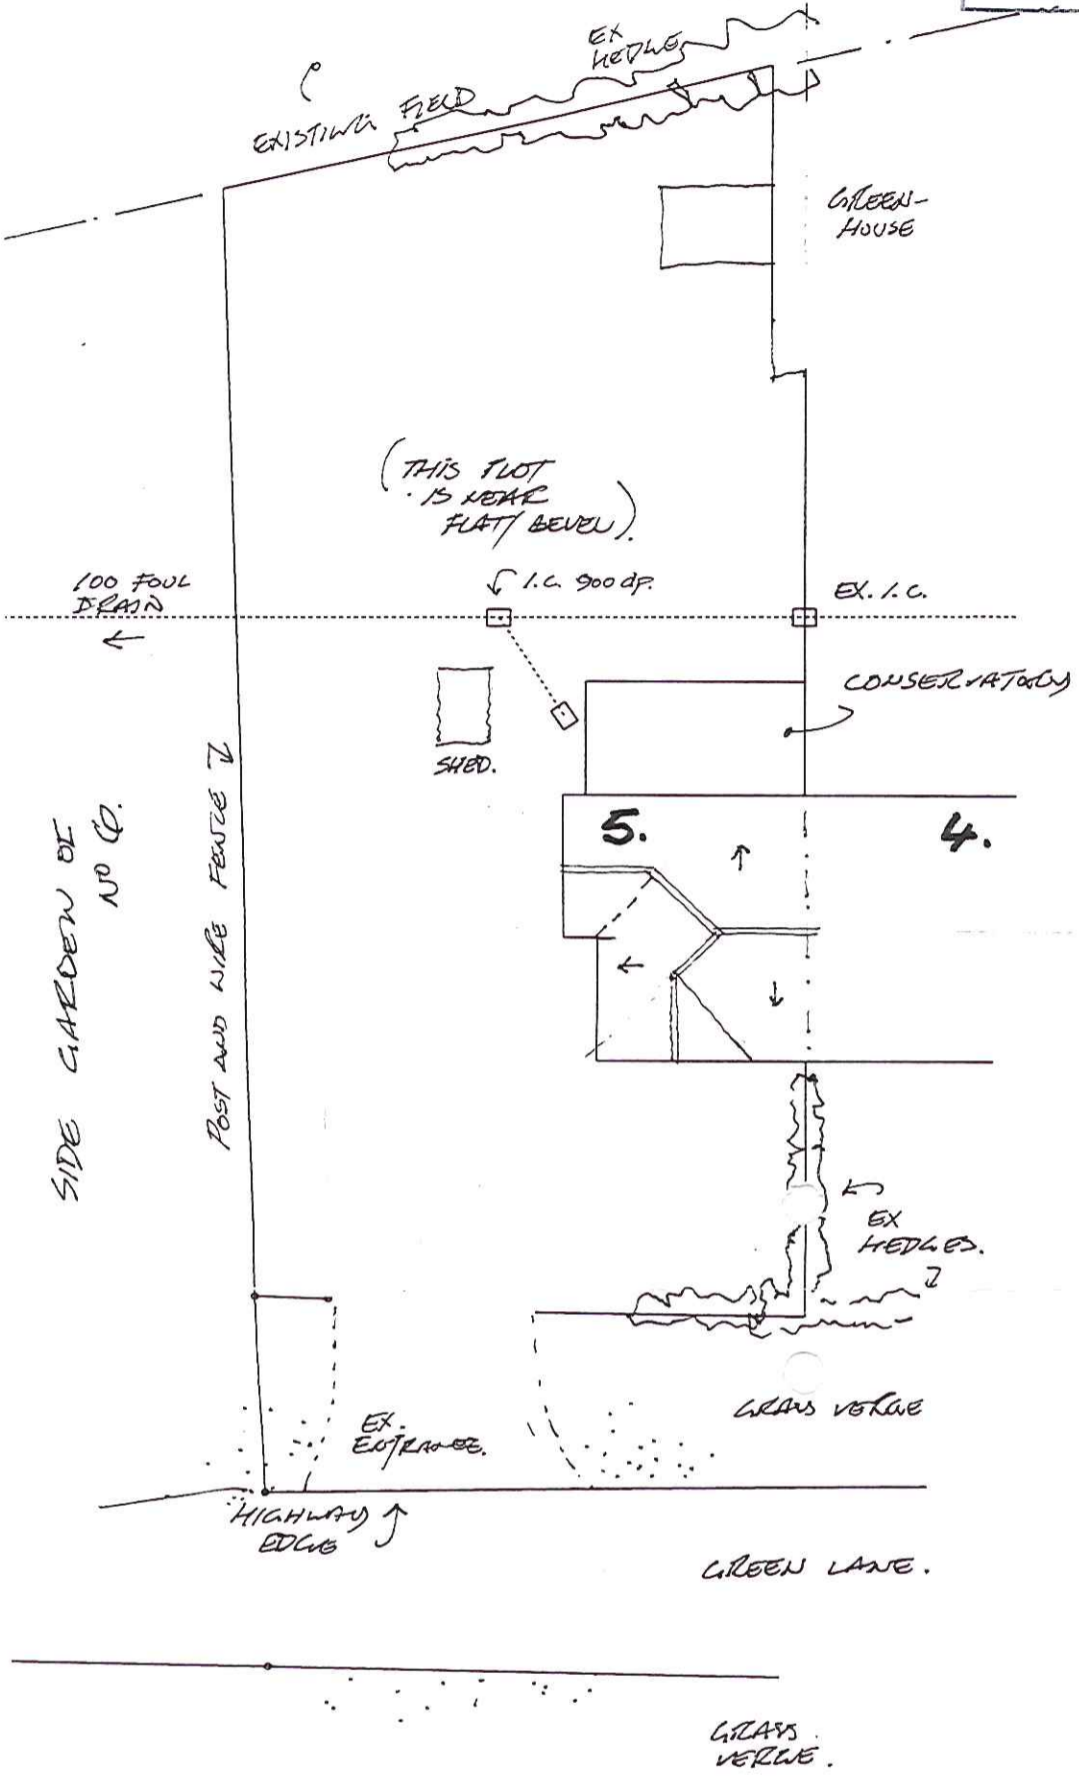 EX
HEDGE
EXISTING FIELD
GREEN-
HOUSE
(THIS PLOT
IS NEAR
FLAT/LEVEL).
100 FOUL
DRAIN
I.C. 900 dp.
EX. I.C.
CONSERVATORY
SHED.
5.
4.
SIDE GARDEN OF
No 6.
POST AND WIRE FENCE
EX
HEDGES.
EX.
ENTRANCE.
GRASS VERGE
HIGHWAY
EDGE
GREEN LANE.
GRASS
VERGE.